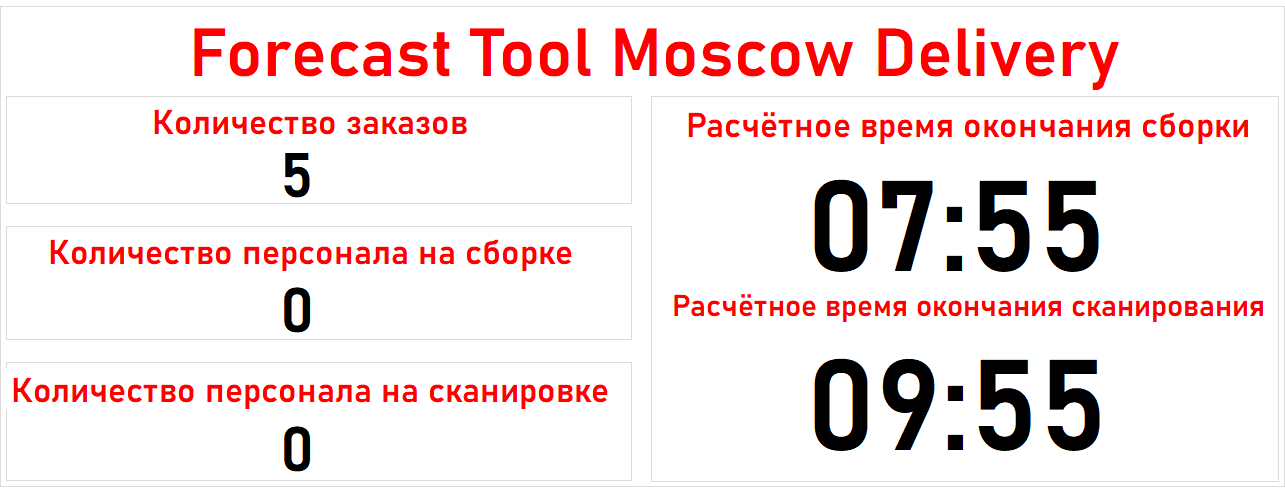 Forecast Tool Moscow Delivery
Количество заказов
5
Количество персонала на сборке
0
Количество персонала на сканировке
0
Расчётное время окончания сборки
07:55
Расчётное время окончания сканирования
09:55